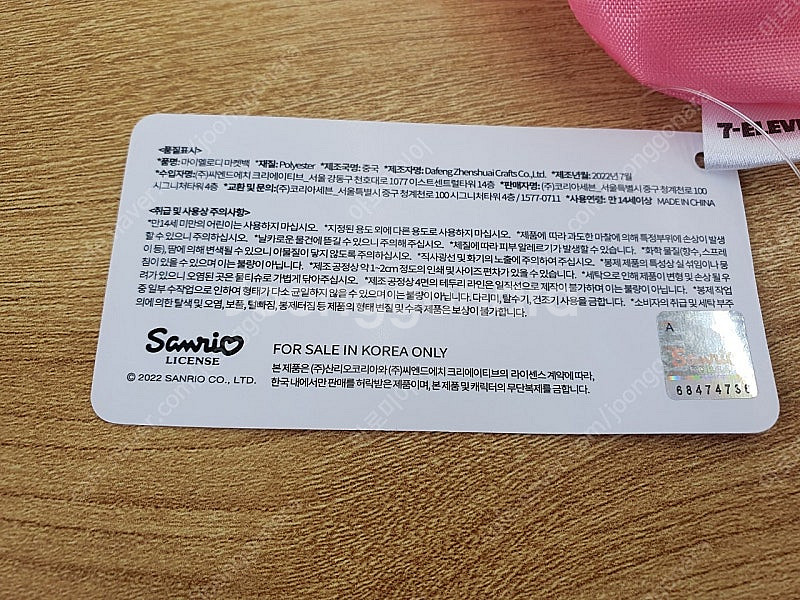 7-ELEVE
<품질표시>
*품명: 마이멜로디 마켓백 *재질: Polyester *제조국명: 중국 *제조자명: Dafeng Zhenshuai Crafts Co.,Ltd. *제조년월: 2022년 7월
*수입자명: (주)씨엔드에치 크리에이티브_서울 강동구 천호대로 1077 이스트센트럴타워 14층 *판매자명: (주)코리아세븐_서울특별시 중구 청계천로 100
시그니처타워 4층 *교환 및 문의: (주)코리아세븐_서울특별시 중구 청계천로 100 시그니처타워 4층 / 1577-0711 *사용연령: 만 14세이상 MADE IN CHINA
<취급 및 사용상 주의사항>
*만 14세 미만의 어린이는 사용하지 마십시오. *지정된 용도 외에 다른 용도로 사용하지 마십시오. *제품에 따라 과도한 마찰에 의해 특정부위에 손상이 발생
할 수 있으니 주의하십시오. *날카로운 물건에 뜯길 수 있으니 주의해 주십시오. *체질에 따라 피부 알레르기가 발생할 수 있습니다. *화학 물질(향수, 스프레
이 등), 땀에 의해 변색될 수 있으니 이물질이 닿지 않도록 주의하십시오. *직사광선 및 화기의 노출에 주의하여 주십시오. *봉제 제품의 특성상 실 섞임이나 뭉
침이 있을 수 있으며 이는 불량이 아닙니다. *제조 공정상 약 1~2cm 정도의 인쇄 및 사이즈 편차가 있을 수 있습니다. *세탁으로 인해 제품이 변형 및 손상 될 우
려가 있으니 오염된 곳은 물티슈로 가볍게 닦아주십시오. *제조 공정상 4면의 테두리 라인은 일직선으로 제작이 불가하며 이는 불량이 아닙니다. *봉제 작업
중 일부 수작업으로 인하여 형태가 다소 균일하지 않을 수 있으며 이는 불량이 아닙니다. 다리미, 탈수기, 건조기 사용을 금합니다. *소비자의 취급 및 세탁 부주
의에 의한 탈색 및 오염, 보풀, 털빠짐, 봉제터짐 등 제품의 형태 변질 및 수축 제품은 보상이 불가합니다.
Sanrio
LICENSE
© 2022 SANRIO CO., LTD.
FOR SALE IN KOREA ONLY
본 제품은 (주)산리오코리아와 (주)씨엔드에치 크리에이티브의 라이센스 계약에 따라,
한국 내에서만 판매를 허락받은 제품이며, 본 제품 및 캐릭터의 무단복제를 금합니다.
A
6847473